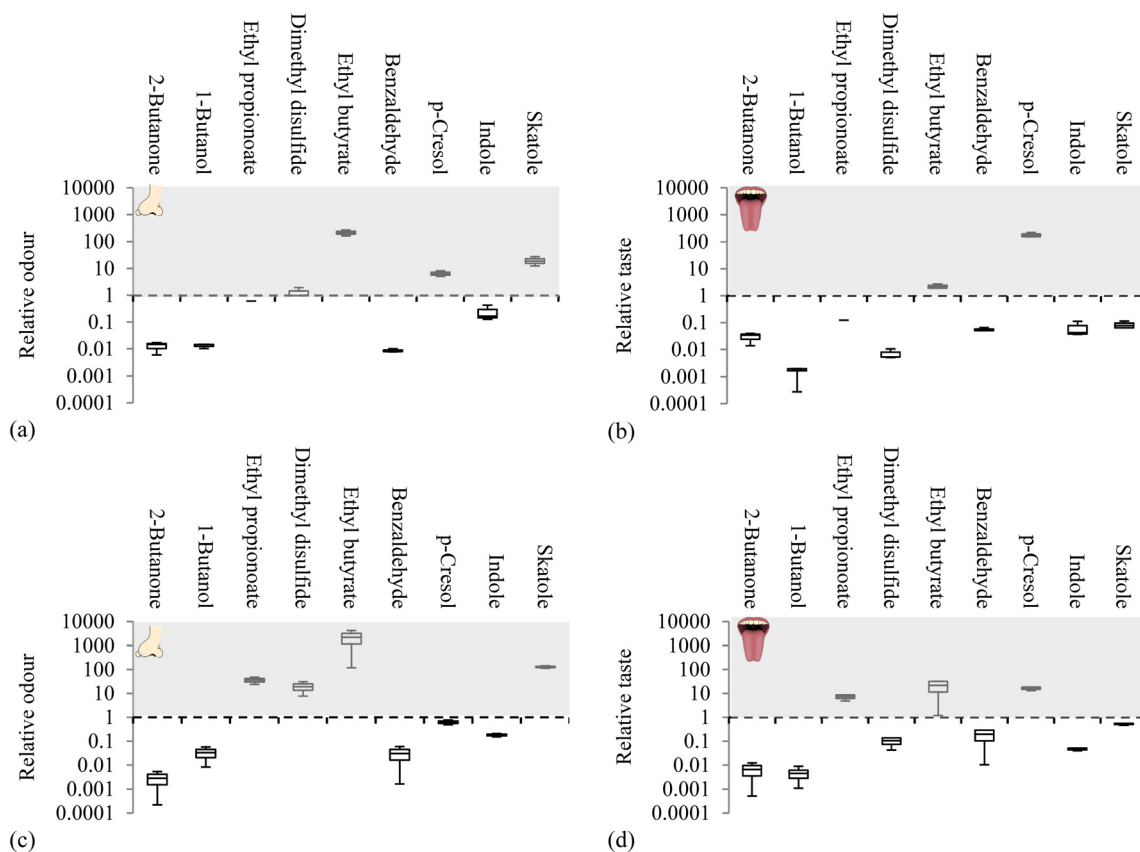 2-Butanone
1-Butanol
Ethyl propionoate
Dimethyl disulfide
Ethyl butyrate
Benzaldehyde
p-Cresol
Indole
Skatole
Relative odour
10000
1000
100
10
1
0.1
0.01
0.001
0.0001
(a)
2-Butanone
1-Butanol
Ethyl propionoate
Dimethyl disulfide
Ethyl butyrate
Benzaldehyde
p-Cresol
Indole
Skatole
Relative taste
10000
1000
100
10
1
0.1
0.01
0.001
0.0001
(b)
2-Butanone
1-Butanol
Ethyl propionoate
Dimethyl disulfide
Ethyl butyrate
Benzaldehyde
p-Cresol
Indole
Skatole
Relative odour
10000
1000
100
10
1
0.1
0.01
0.001
0.0001
(c)
2-Butanone
1-Butanol
Ethyl propionoate
Dimethyl disulfide
Ethyl butyrate
Benzaldehyde
p-Cresol
Indole
Skatole
Relative taste
10000
1000
100
10
1
0.1
0.01
0.001
0.0001
(d)